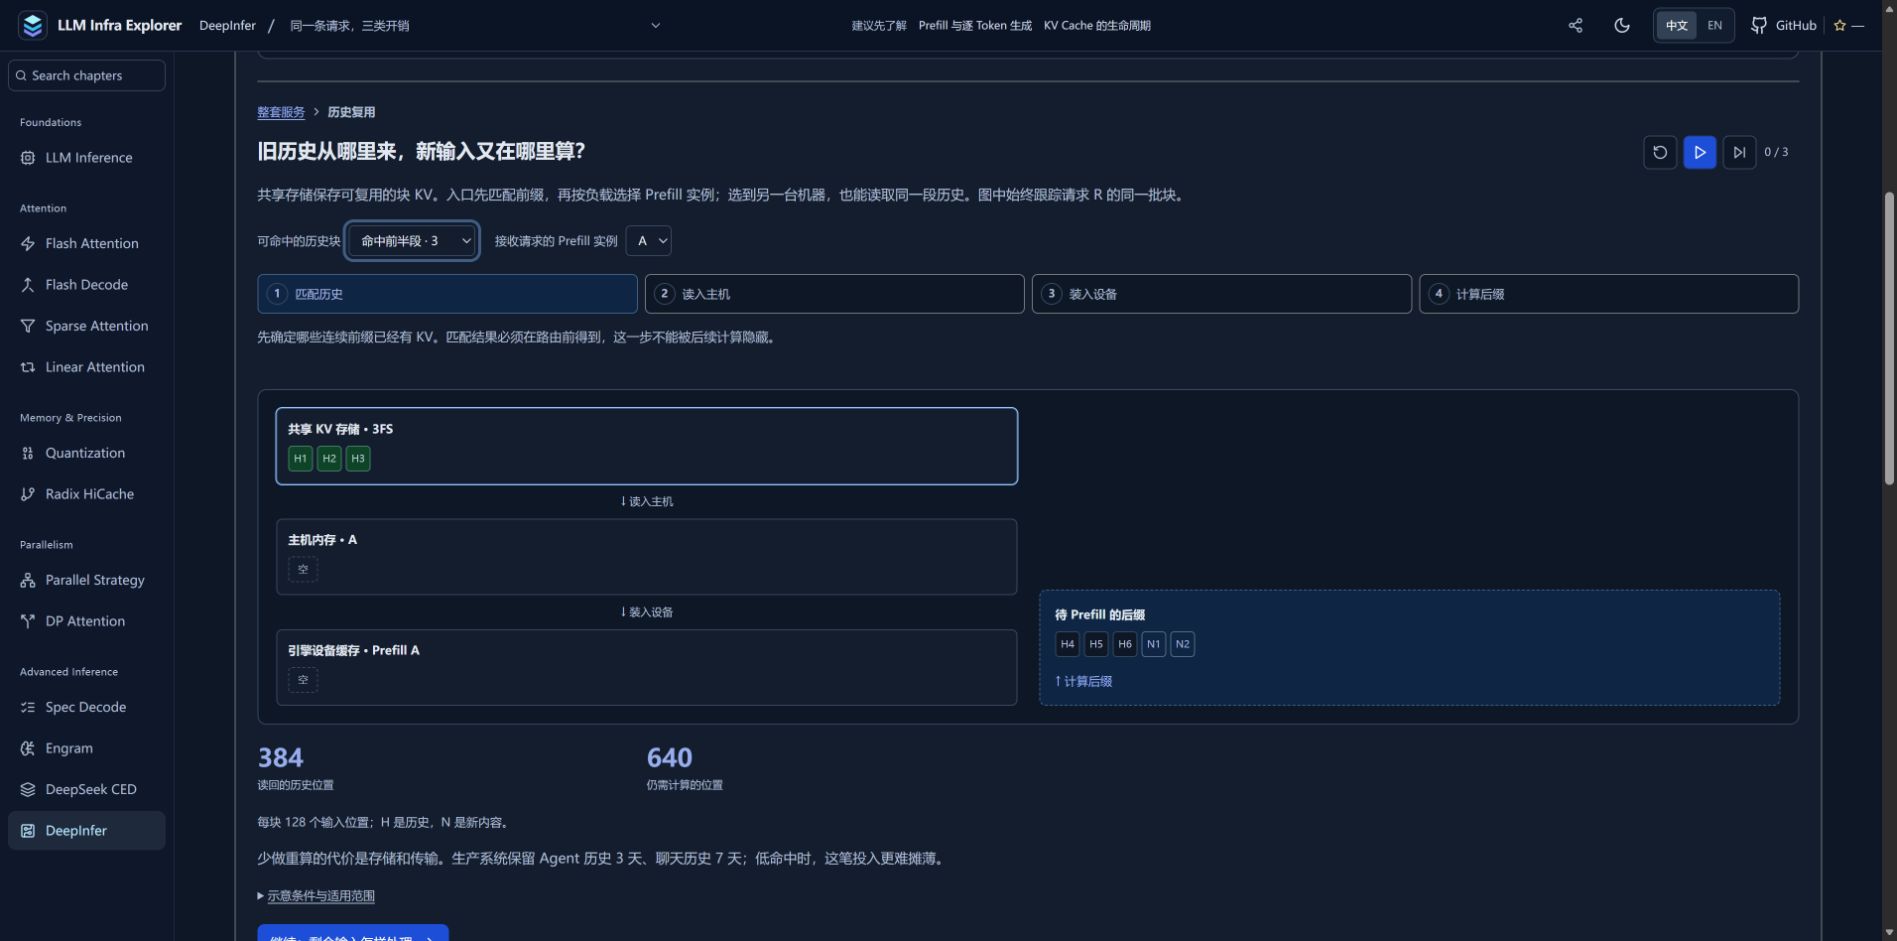 LLM Infra Explorer DeepInfer / 同一条请求，三类开销 建议先了解 Prefill 与逐 Token 生成 KV Cache 的生命周期 中文 EN GitHub —
Search chapters
Foundations
LLM Inference
Attention
Flash Attention
Flash Decode
Sparse Attention
Linear Attention
Memory & Precision
Quantization
Radix HiCache
Parallelism
Parallel Strategy
DP Attention
Advanced Inference
Spec Decode
Engram
DeepSeek CED
DeepInfer
整套服务 > 历史复用
旧历史从哪里来，新输入又在哪里算？
0 / 3
共享存储保存可复用的块 KV。入口先匹配前缀，再按负载选择 Prefill 实例；选到另一台机器，也能读取同一段历史。图中始终跟踪请求 R 的同一批块。
可命中的历史块 命中前半段 · 3 接收请求的 Prefill 实例 A
1 匹配历史
2 读入主机
3 装入设备
4 计算后缀
先确定哪些连续前缀已经有 KV。匹配结果必须在路由前得到，这一步不能被后续计算隐藏。
共享 KV 存储 • 3FS
H1 H2 H3
↓ 读入主机
主机内存 • A
空
↓ 装入设备
引擎设备缓存 • Prefill A
空
待 Prefill 的后缀
H4 H5 H6 N1 N2
↑ 计算后缀
384
读回的历史位置
640
仍需计算的位置
每块 128 个输入位置；H 是历史，N 是新内容。
少做重算的代价是存储和传输。生产系统保留 Agent 历史 3 天、聊天历史 7 天；低命中时，这笔投入更难摊薄。
▸ 示意条件与适用范围
继续：剩余输入怎样处理 →